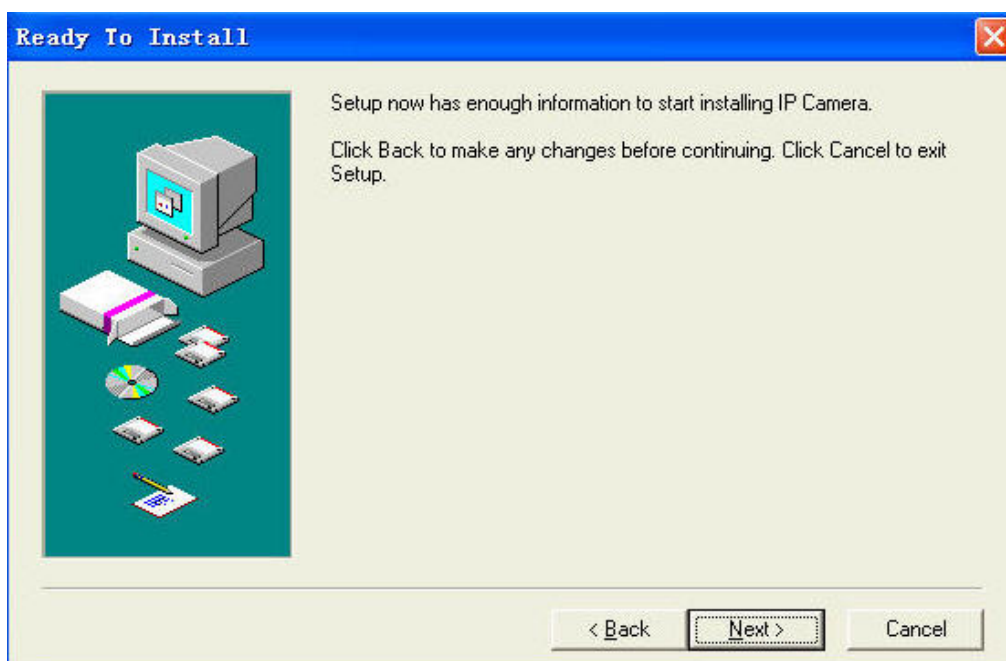 Ready To Install
Setup now has enough information to start installing IP Camera.
Click Back to make any changes before continuing. Click Cancel to exit
Setup.
< Back
Next >
Cancel